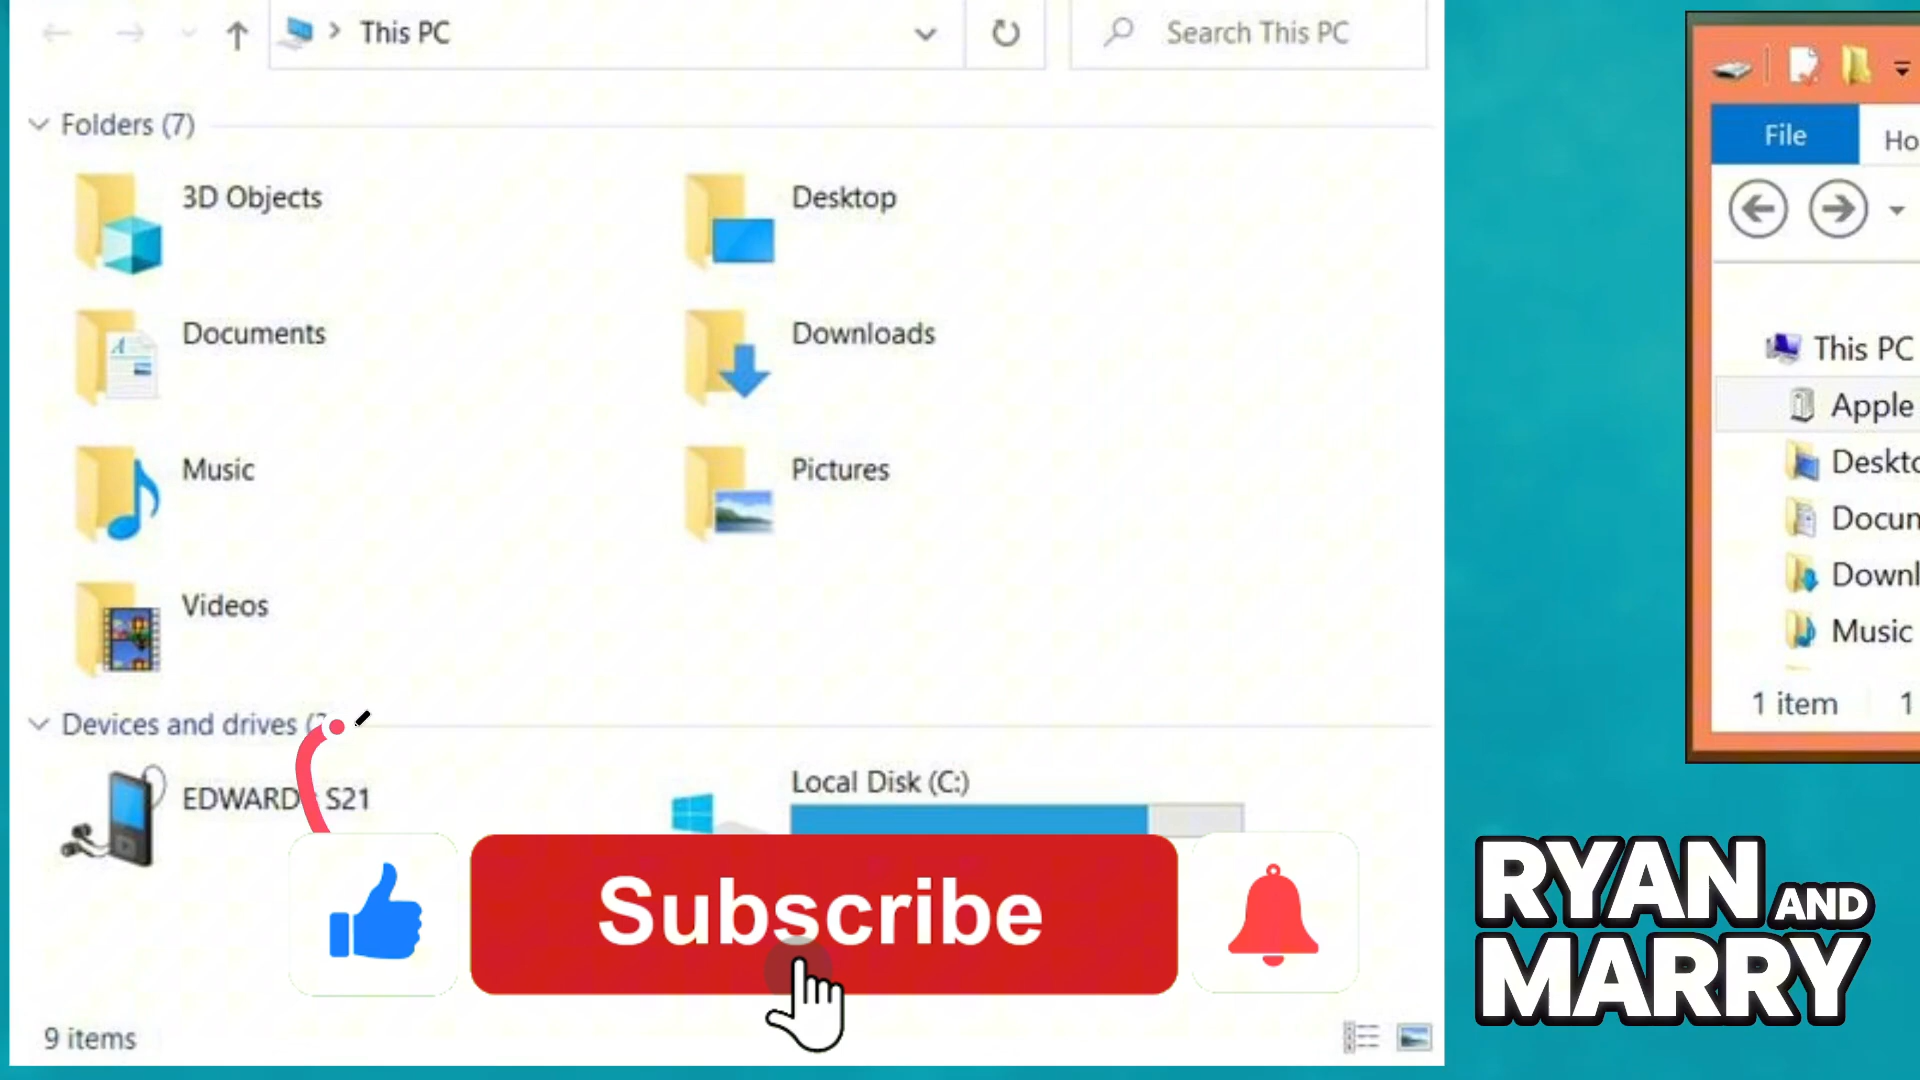 This PC
Search This PC
Folders (7)
3D Objects
Desktop
Documents
Downloads
Music
Pictures
Videos
Devices and drives
EDWARD S21
Local Disk (C:)
Subscribe
9 items
File
Ho
This PC
Apple
Deskto
Docum
Downl
Music
1 item
1
RYAN AND
MARRY